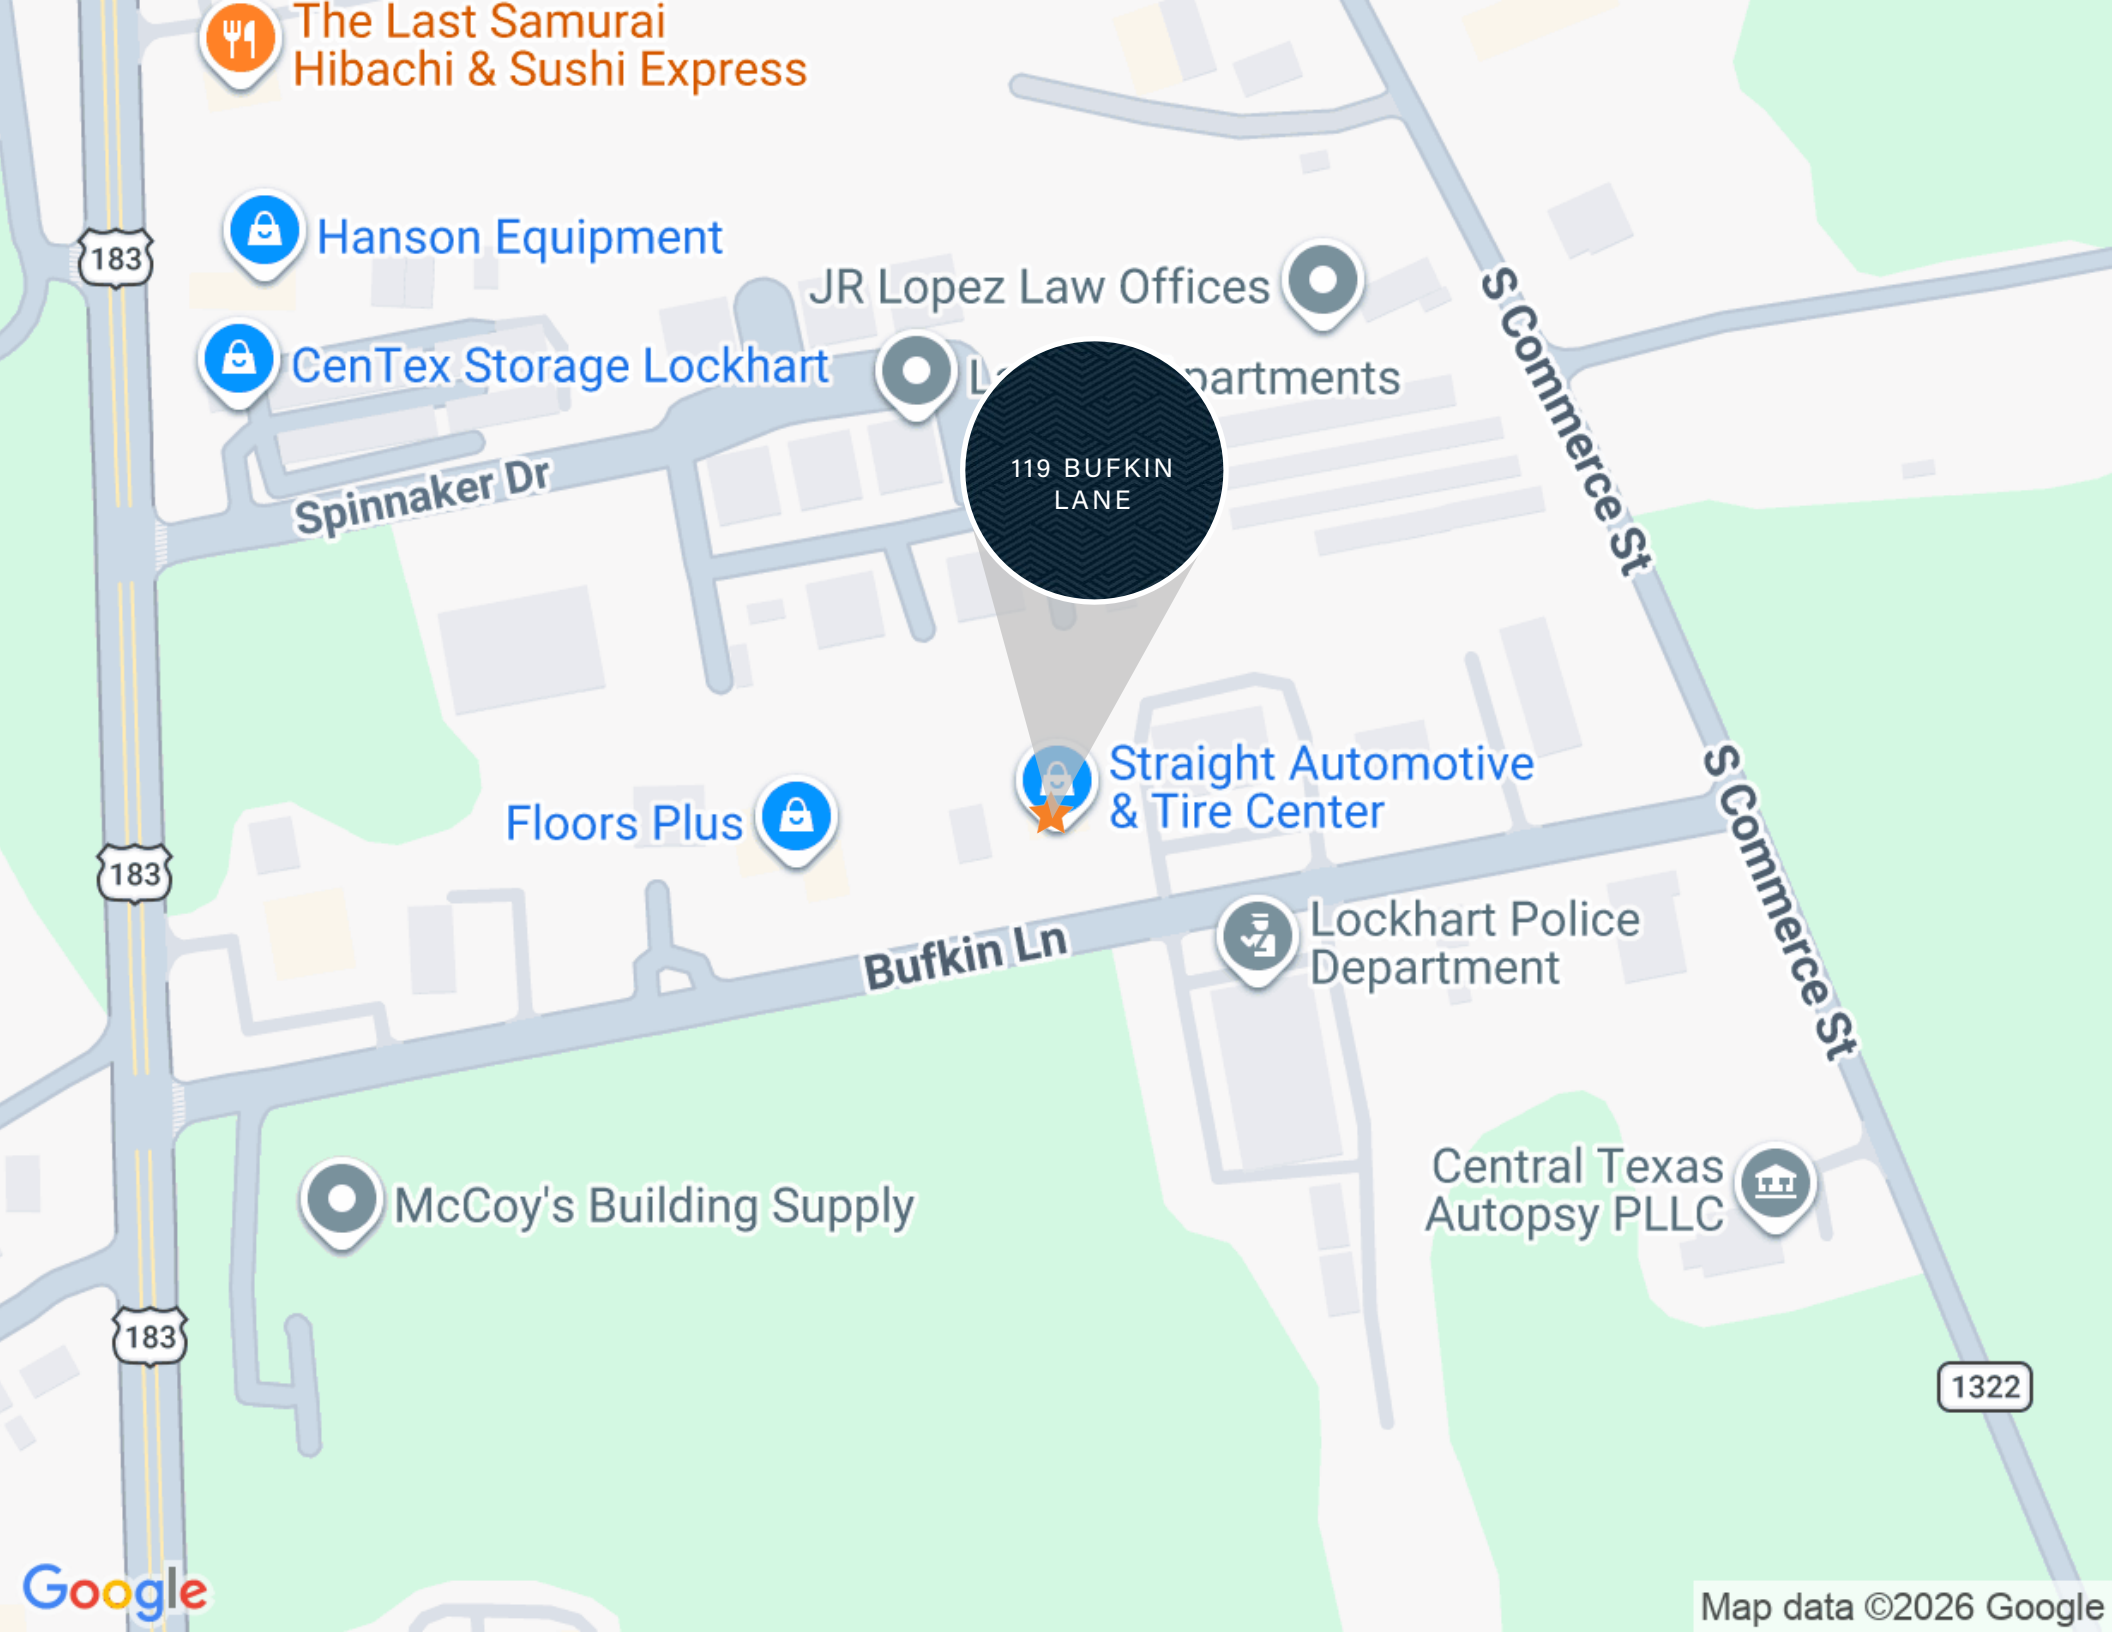 The Last Samurai
Hibachi & Sushi Express
183
Hanson Equipment
JR Lopez Law Offices
S Commerce St
CenTex Storage Lockhart
119 BUFKIN
LANE
Spinnaker Dr
Straight Automotive
& Tire Center
S Commerce St
Floors Plus
183
Lockhart Police
Department
Bufkin Ln
Central Texas
Autopsy PLLC
McCoy's Building Supply
183
1322
Google
Map data ©2026 Google